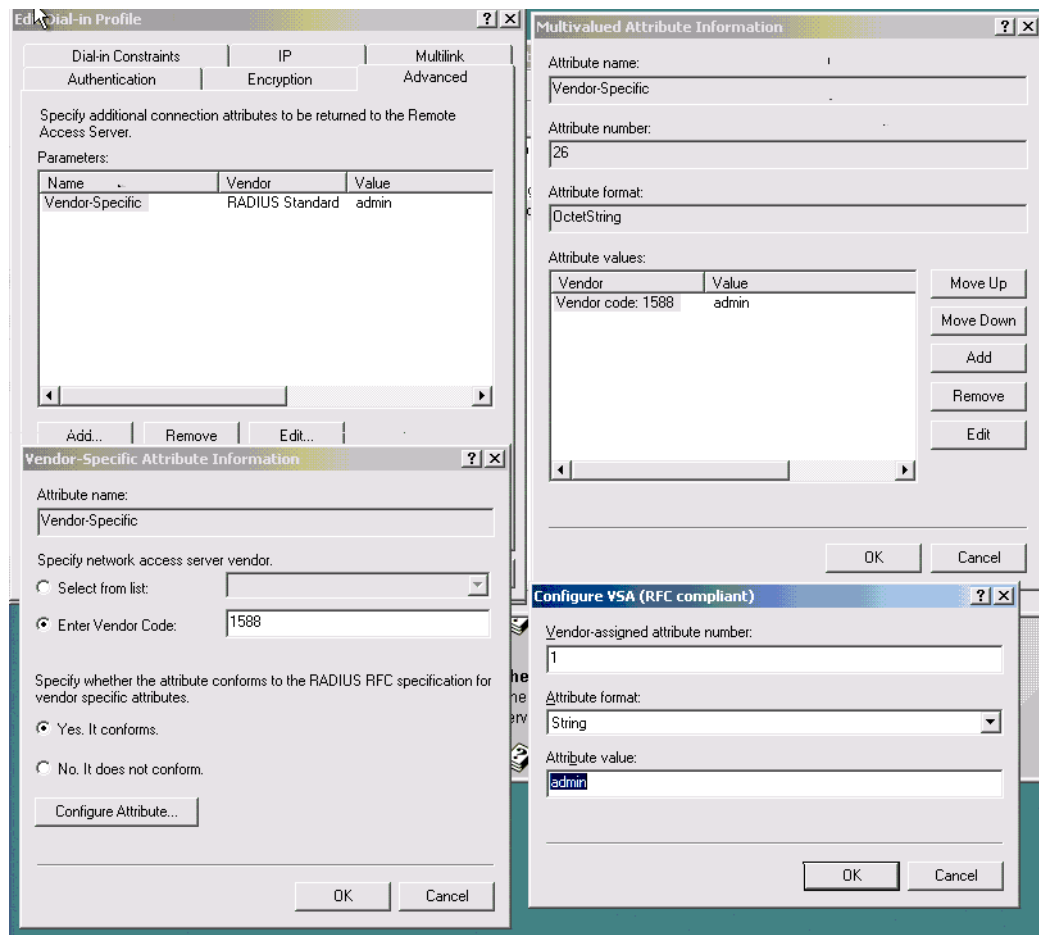 Edit Dial-in Profile
Dial-in Constraints
IP
Multilink
Authentication
Encryption
Advanced
Specify additional connection attributes to be returned to the Remote
Access Server.
Parameters:
Name Vendor Value
Vendor-Specific RADIUS Standard admin
Add... Remove Edit...
Multivalued Attribute Information
Attribute name:
Vendor-Specific
Attribute number:
26
Attribute format:
OctetString
Attribute values:
Vendor Value
Vendor code: 1588 admin
Move Up
Move Down
Add
Remove
Edit
OK Cancel
Vendor-Specific Attribute Information
Attribute name:
Vendor-Specific
Specify network access server vendor.
Select from list:
Enter Vendor Code: 1588
Specify whether the attribute conforms to the RADIUS RFC specification for
vendor specific attributes.
Yes. It conforms.
No. It does not conform.
Configure Attribute...
OK Cancel
Configure VSA (RFC compliant)
Vendor-assigned attribute number:
1
Attribute format:
String
Attribute value:
admin
OK Cancel